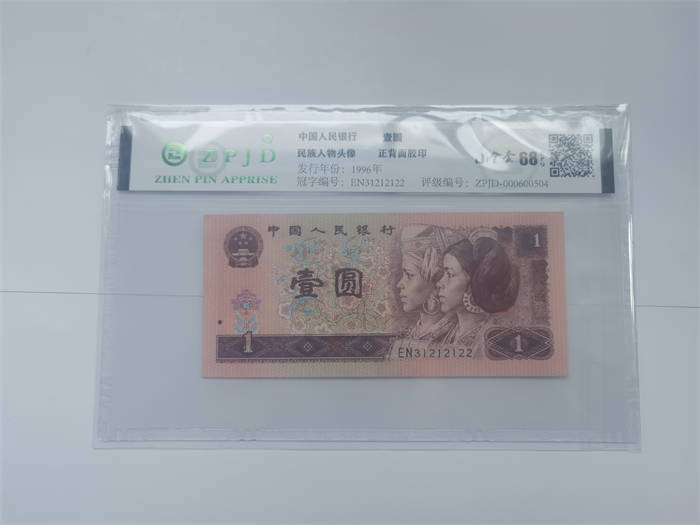 中国人民银行 壹圆
ZPJD 民族人物头像 正背面胶印 68
发行年份：1996年
ZHEN PIN APPRISE 冠字编号：EN31212122 评级编号：ZPJD-000600504
中国人民银行
1
壹圆
EN31212122
1 1